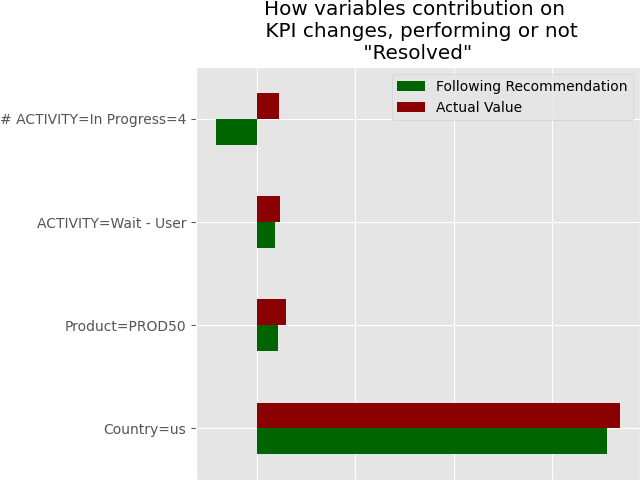 How variables contribution on
KPI changes, performing or not
"Resolved"
Following Recommendation
Actual Value
# ACTIVITY=In Progress=4
ACTIVITY=Wait - User
Product=PROD50
Country=us